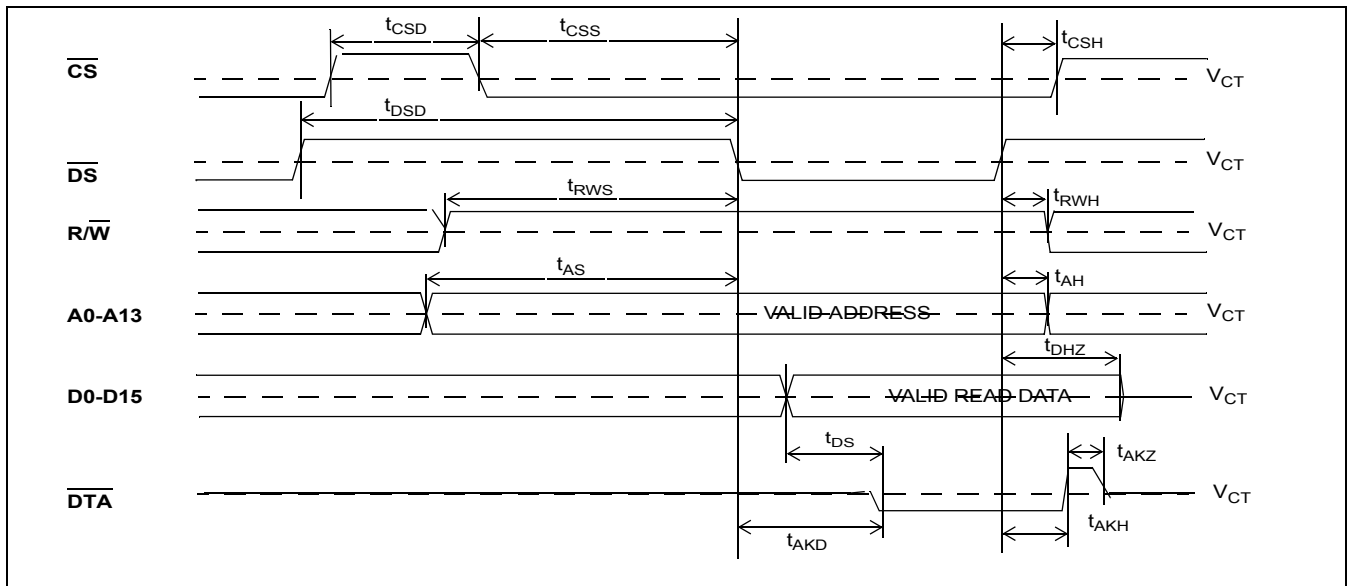 tCSD
tCSS
tCSH
CS
VCT
tDSD
DS
VCT
tRWS
tRWH
R/W
VCT
tAS
tAH
A0-A13
VALID ADDRESS
VCT
tDHZ
D0-D15
VALID READ DATA
VCT
tDS
tAKZ
DTA
VCT
tAKD
tAKH